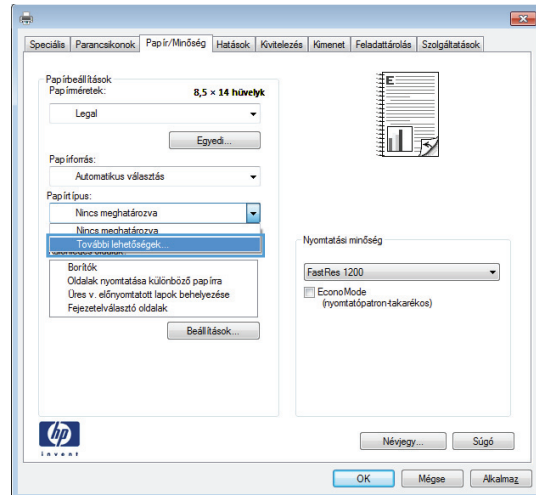 Speciális Parancsikonok Papír/Minőség Hatások Kivitelezés Kimenet Feladattárolás Szolgáltatások
Papírbeállítások
Papírméretek: 8,5 × 14 hüvelyk
Legal
Egyedi...
Papírforrás:
Automatikus választás
Papírtípus:
Nincs meghatározva
Nincs meghatározva
További lehetőségek...
Borítók
Oldalak nyomtatása különböző papírra
Üres v. előnyomtatott lapok behelyezése
Fejezetelválasztó oldalak
Beállítások...
E
Nyomtatási minőség
FastRes 1200
EconoMode
(nyomtatópatron-takarékos)
hp
invent
Névjegy... Súgó
OK Mégse Alkalmaz